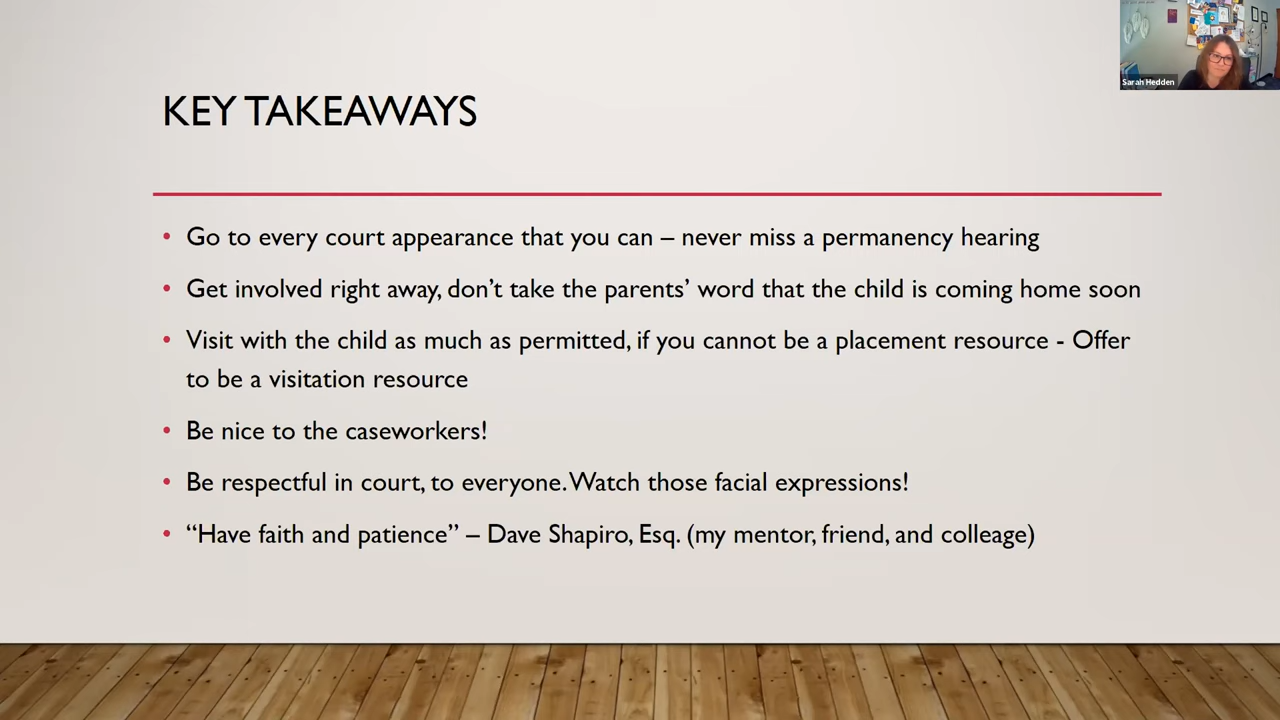 Sarah Hedden
KEY TAKEAWAYS
• Go to every court appearance that you can – never miss a permanency hearing
• Get involved right away, don’t take the parents’ word that the child is coming home soon
• Visit with the child as much as permitted, if you cannot be a placement resource - Offer
to be a visitation resource
• Be nice to the caseworkers!
• Be respectful in court, to everyone. Watch those facial expressions!
• “Have faith and patience” – Dave Shapiro, Esq. (my mentor, friend, and colleage)